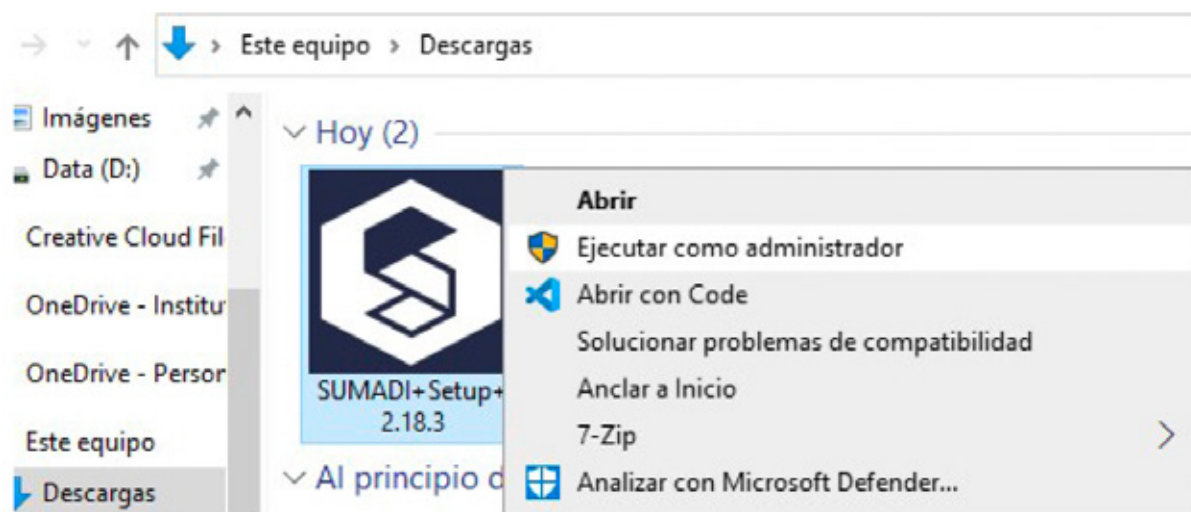 Este equipo > Descargas
Imágenes
Data (D:)
Creative Cloud Fil
OneDrive - Institu
OneDrive - Person
Este equipo
Descargas
Hoy (2)
SUMADI+Setup+
2.18.3
Al principio d
Abrir
Ejecutar como administrador
Abrir con Code
Solucionar problemas de compatibilidad
Anclar a Inicio
7-Zip
Analizar con Microsoft Defender...